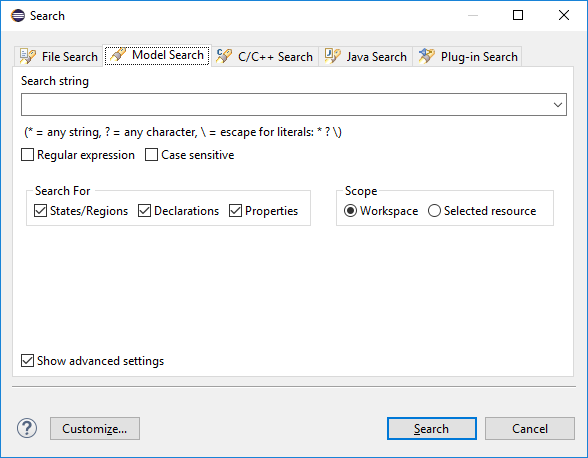 Search
File Search Model Search C/C++ Search Java Search Plug-in Search
Search string
(* = any string, ? = any character, \ = escape for literals: * ? \)
Regular expression Case sensitive
Search For Scope
States/Regions Declarations Properties Workspace Selected resource
Show advanced settings
? Customize... Search Cancel